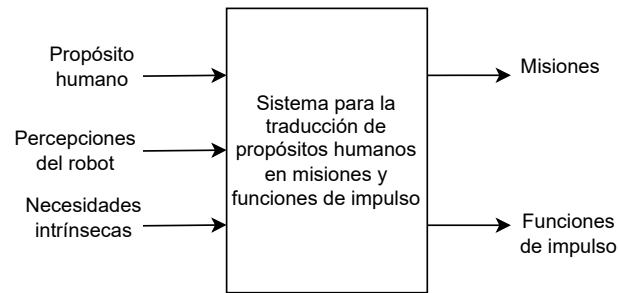 Propósito
humano
Percepciones
del robot
Necesidades
intrínsecas
Sistema para la
traducción de
propósitos humanos
en misiones y
funciones de impulso
Misiones
Funciones
de impulso